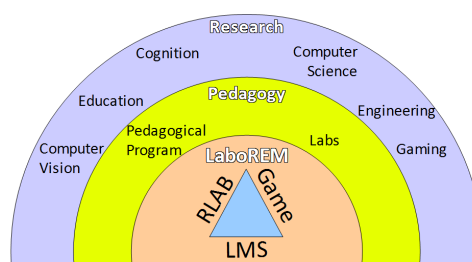 Research
Cognition
Computer
Science
Education
Pedagogy
Engineering
Pedagogical
Program
Labs
Computer
Vision
Gaming
LaboREM
RLAB
Game
LMS